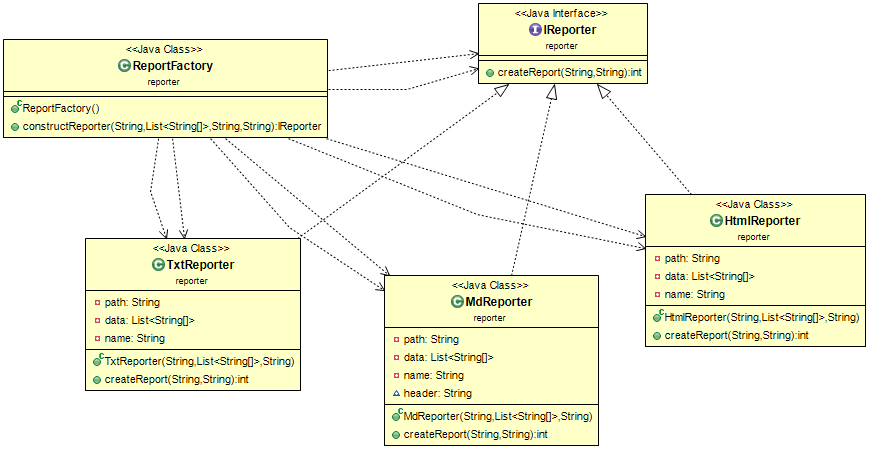 <<Java Interface>>
IReporter
reporter
createReport(String,String):int
<<Java Class>>
ReportFactory
reporter
ReportFactory()
constructReporter(String,List<String[]>,String,String):IReporter
<<Java Class>>
HtmlReporter
reporter
path: String
data: List<String[]>
name: String
HtmlReporter(String,List<String[]>,String)
createReport(String,String):int
<<Java Class>>
TxtReporter
reporter
path: String
data: List<String[]>
name: String
TxtReporter(String,List<String[]>,String)
createReport(String,String):int
<<Java Class>>
MdReporter
reporter
path: String
data: List<String[]>
name: String
header: String
MdReporter(String,List<String[]>,String)
createReport(String,String):int